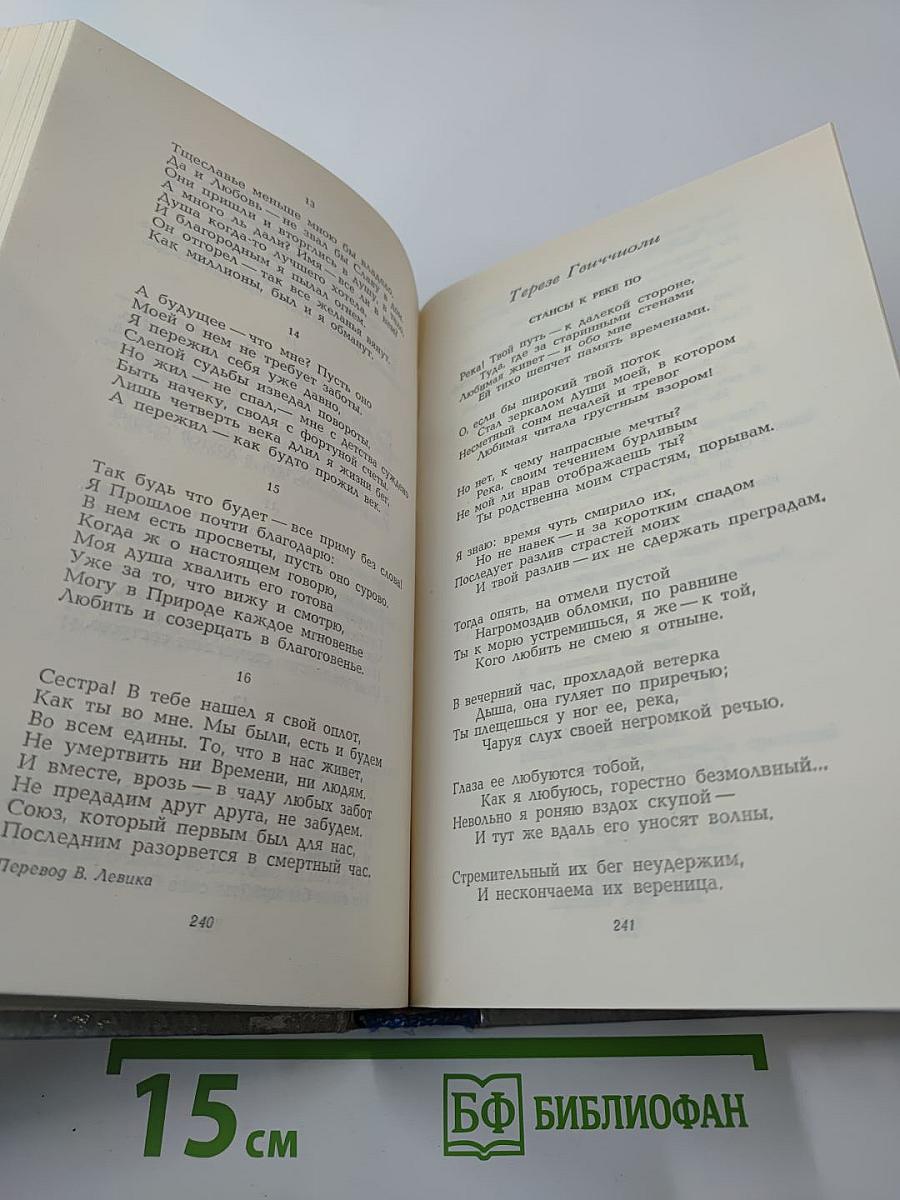 13
Тщеславье меньше мною бы владело
Да и Любовь — не звал бы Славу в дом.
Они пришли и вторглись в душу, в тело,
А много ль дали? Имя — все ли в нем!
Душа когда-то лучшего хотела,
И благородным я пылал огнем.
Он отгорел — так все желанья вянут.
Как миллионы, был и я обманут.
14
А будущее — что мне? Пусть оно
Моей о нем не требует заботы.
Я пережил себя уже давно,
Слепой судьбы изведал повороты.
Но жил — не спал,— мне с детства суждено
Быть начеку, сводя с фортуной счеты.
Лишь четверть века длил я жизни бег,
А пережил — как будто прожил век.
15
Так будь что будет — все приму без слова!
Я Прошлое почти благодарю:
В нем есть просветы, пусть оно сурово.
Когда ж о настоящем говорю,
Моя душа хвалить его готова
Уже за то, что вижу и смотрю,
Могу в Природе каждое мгновенье
Любить и созерцать в благоговенье.
16
Сестра! В тебе нашел я свой оплот,
Как ты во мне. Мы были, есть и будем
Во всем едины. То, что в нас живет,
Не умертвить ни Времени, ни людям.
И вместе, врозь — в чаду любых забот
Не предадим друг друга, не забудем.
Союз, который первым был для нас,
Последним разорвется в смертный час.
Перевод В. Левика
240
Терезе Гвиччиоли
СТАНСЫ К РЕКЕ ПО
Река! Твой путь — к далекой стороне,
Туда, где за старинными стенами
Любимая живет — и обо мне
Ей тихо шепчет память временами.
О, если бы широкий твой поток
Стал зеркалом души моей, в котором
Несметный сонм печалей и тревог
Любимая читала грустным взором!
Но нет, к чему напрасные мечты?
Река, своим течением бурливым
Не мой ли нрав отображаешь ты?
Ты родственна моим страстям, порывам.
Я знаю: время чуть смирило их,
Но не навек — и за коротким спадом
Последует разлив страстей моих
И твой разлив — их не сдержать преградам.
Тогда опять, на отмели пустой
Нагромоздив обломки, по равнине
Ты к морю устремишься, я же — к той,
Кого любить не смею я отныне.
В вечерний час, прохладой ветерка
Дыша, она гуляет по приречью;
Ты плещешься у ног ее, река,
Чаруя слух своей негромкой речью.
Глаза ее любуются тобой,
Как я любуюсь, горестно безмолвный...
Невольно я роняю вздох скупой —
И тут же вдаль его уносят волны.
Стремительный их бег неудержим,
И нескончаема их вереница.
241
15 см
БФ БИБЛИОФАН